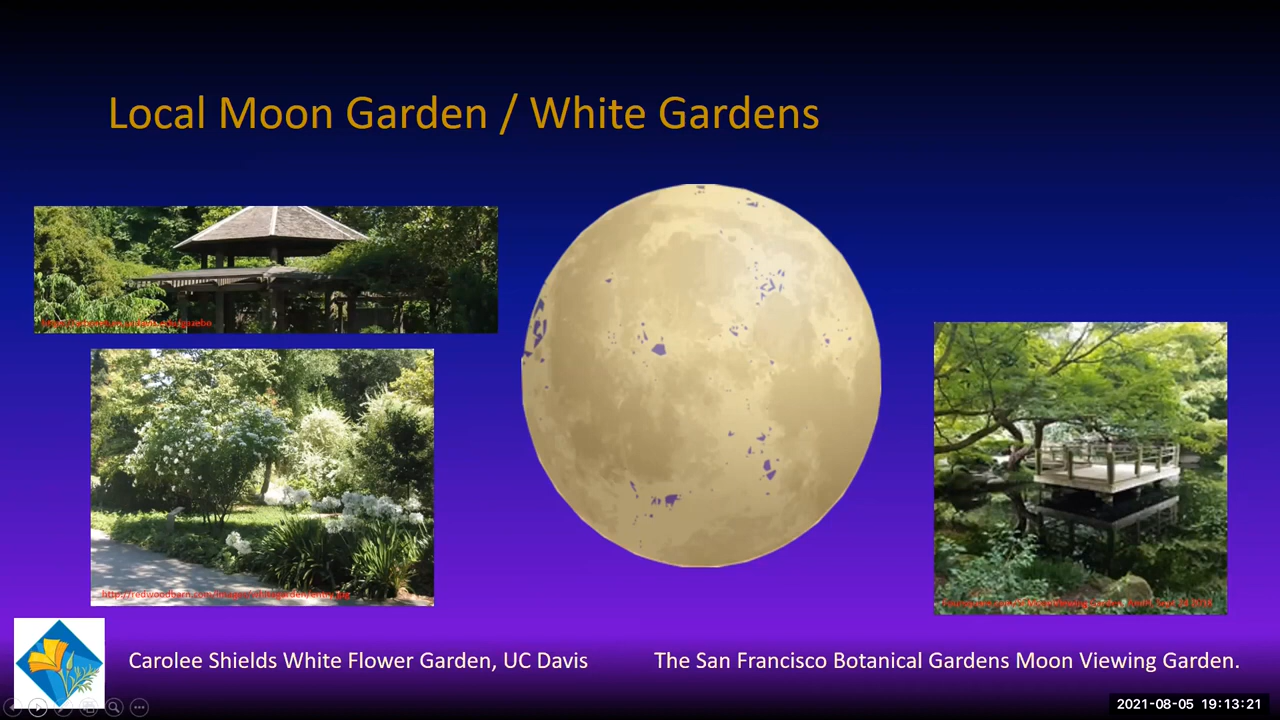 Local Moon Garden / White Gardens
Carolee Shields White Flower Garden, UC Davis
The San Francisco Botanical Gardens Moon Viewing Garden.
2021-08-05 19:13:21